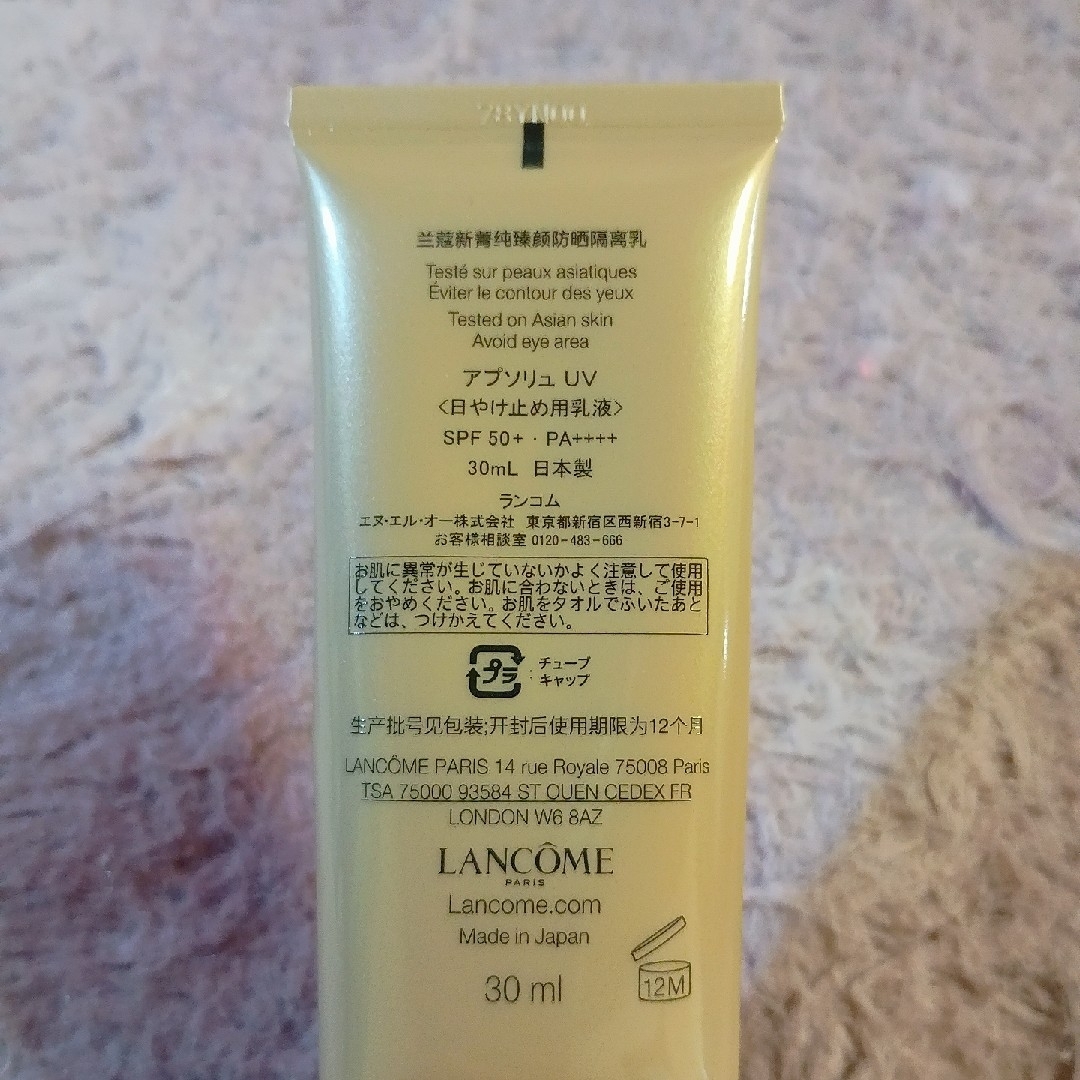 兰蔻新菁纯臻颜防晒隔离乳
Testé sur peaux asiatiques
Éviter le contour des yeux
Tested on Asian skin
Avoid eye area
アプソリュ UV
〈日やけ止め用乳液〉
SPF 50+ · PA++++
30mL 日本製
ランコム
エヌ・エル・オー株式会社 東京都新宿区西新宿3-7-1
お客様相談室 0120-483-666
お肌に異常が生じていないかよく注意して使用
してください。お肌に合わないときは、ご使用
をおやめください。お肌をタオルでふいたあと
などは、つけかえてください。
プラ : チューブ
キャップ
生产批号见包装;开封后使用期限为12个月
LANCÔME PARIS 14 rue Royale 75008 Paris
TSA 75000 93584 ST OUEN CEDEX FR
LONDON W6 8AZ
LANCÔME
PARIS
Lancome.com
Made in Japan
12M
30 ml